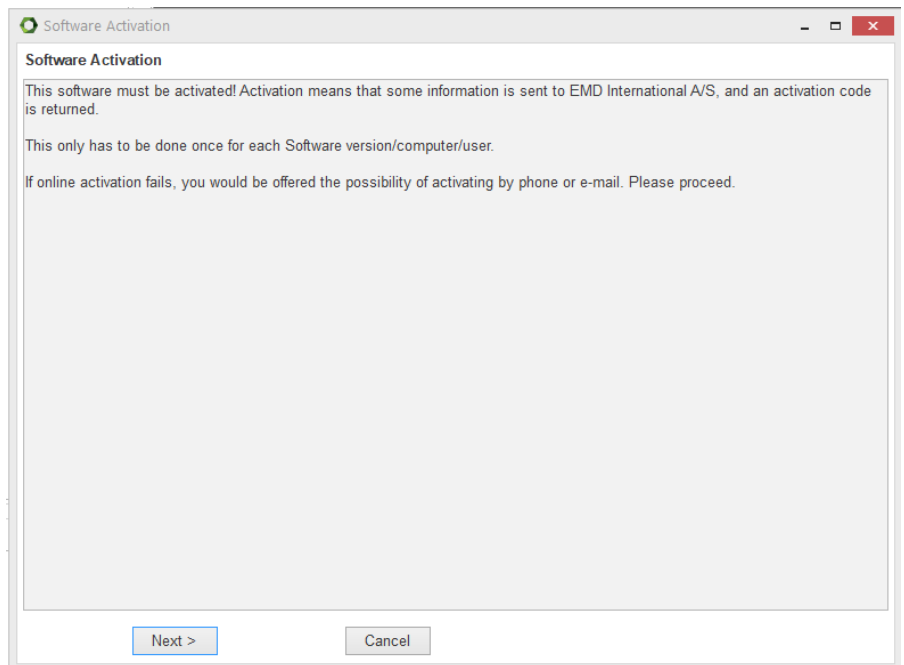 Software Activation
Software Activation
This software must be activated! Activation means that some information is sent to EMD International A/S, and an activation code
is returned.
This only has to be done once for each Software version/computer/user.
If online activation fails, you would be offered the possibility of activating by phone or e-mail. Please proceed.
Next >
Cancel